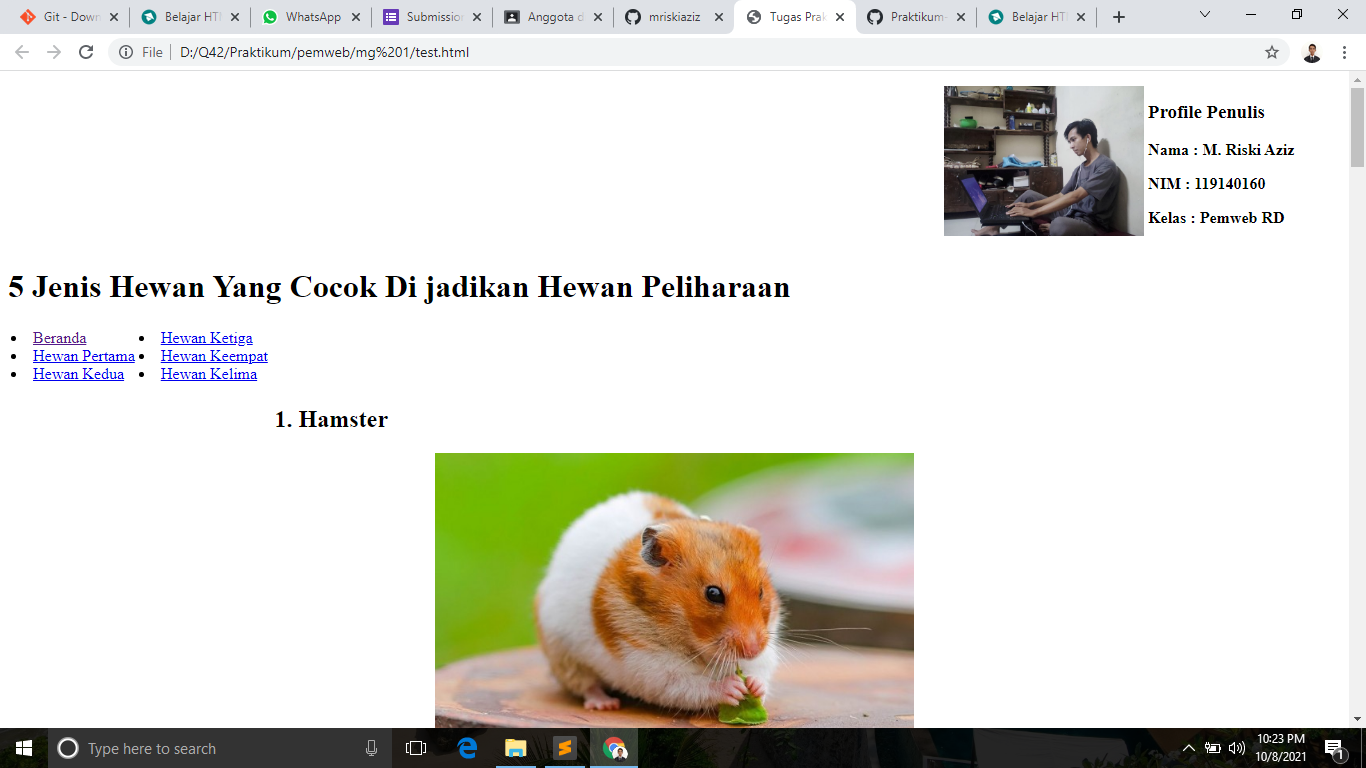 Git - Down
Belajar HT
WhatsApp
Submission
Anggota d
mriskiaziz
Tugas Prak
Praktikum-
Belajar HT
File
D:/Q42/Praktikum/pemweb/mg%201/test.html
Profile Penulis
Nama : M. Riski Aziz
NIM : 119140160
Kelas : Pemweb RD
5 Jenis Hewan Yang Cocok Di jadikan Hewan Peliharaan
Beranda
Hewan Pertama
Hewan Kedua
Hewan Ketiga
Hewan Keempat
Hewan Kelima
1. Hamster
Type here to search
10:23 PM
10/8/2021
1